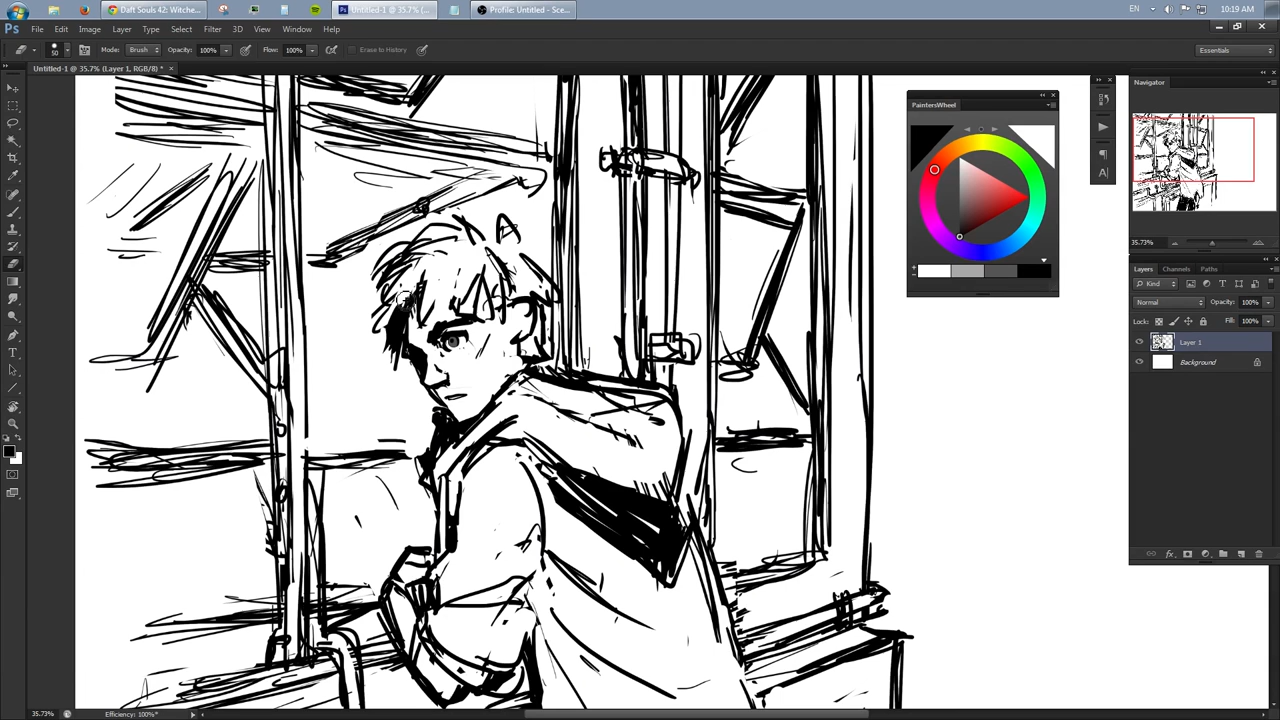 Daft Souls 42: Witche...
Untitled-1 @ 35.7% (...
Profile: Untitled - Sce...
EN
10:19 AM
Ps
File
Edit
Image
Layer
Type
Select
Filter
3D
View
Window
Help
50
Mode:
Brush
Opacity:
100%
Flow:
100%
Erase to History
Essentials
Untitled-1 @ 35.7% (Layer 1, RGB/8) *
PaintersWheel
Navigator
35.73%
Layers
Channels
Paths
Kind
Normal
Opacity:
100%
Lock:
Fill:
100%
Layer 1
Background
35.73%
Efficiency: 100%*